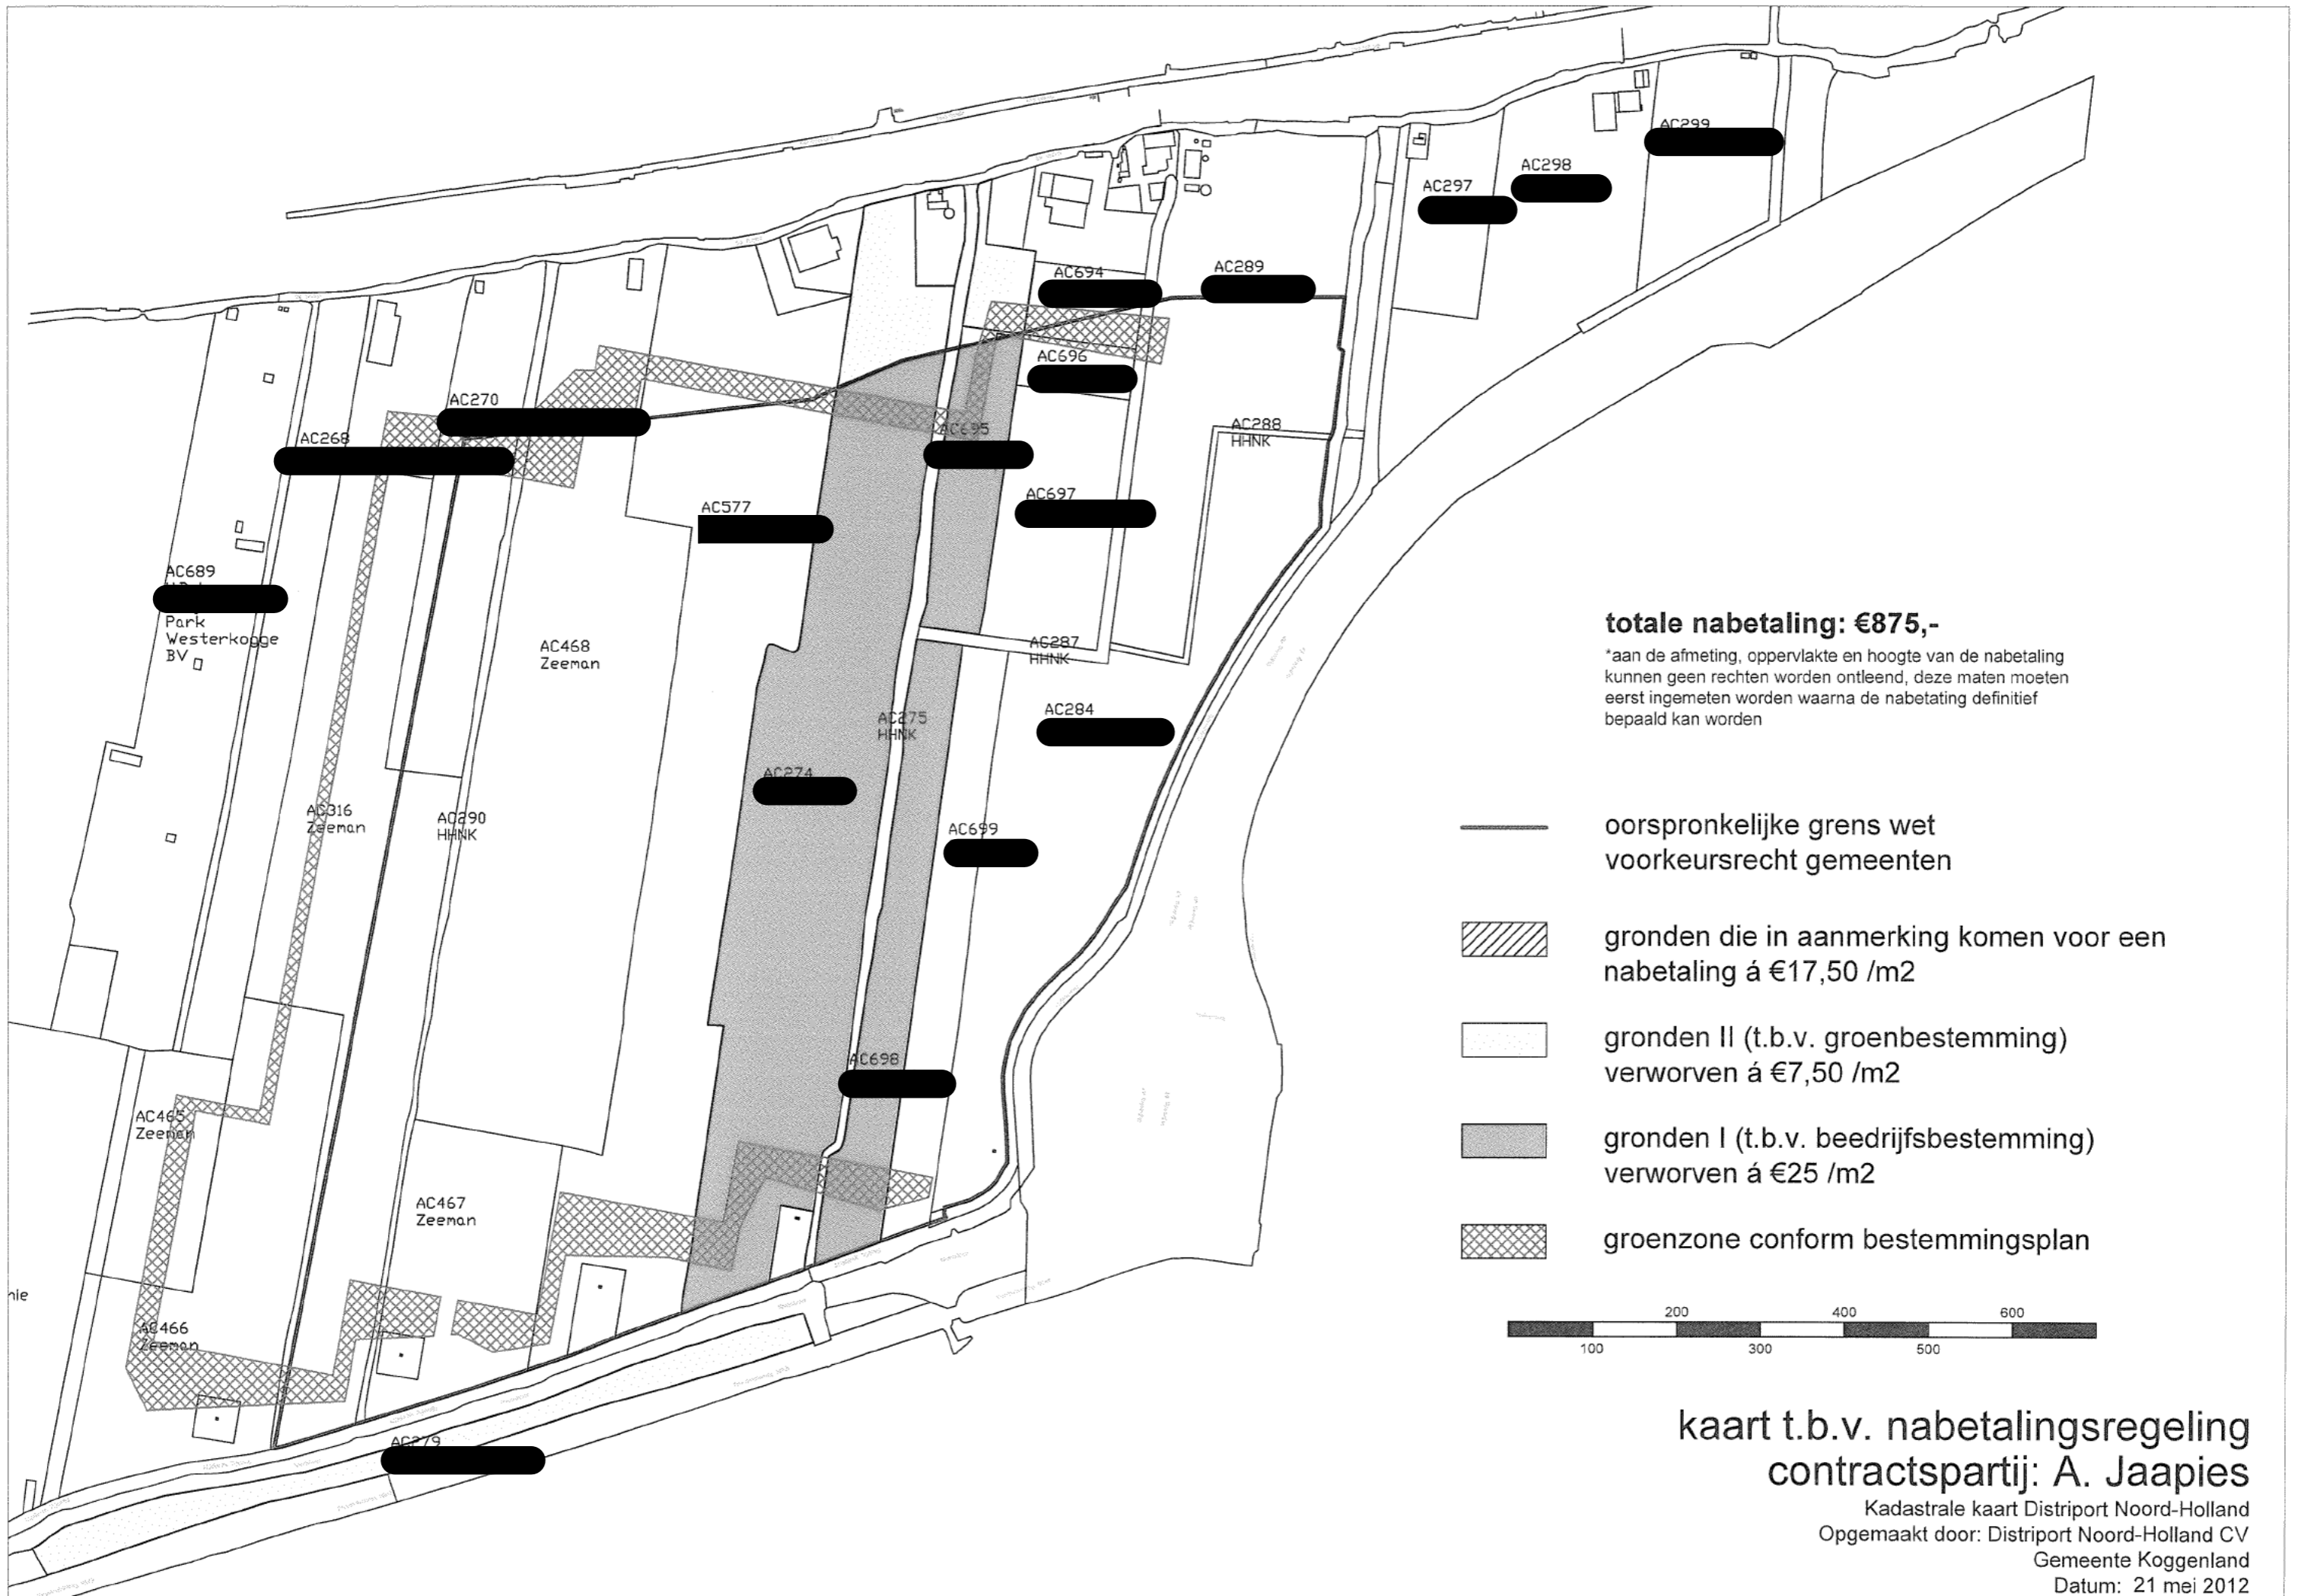 AC299
AC298
AC297
AC694
AC289
AC696
AC270
AC268
AC288
HHNK
AC695
AC697
AC577
AC689
Park
Westerkogge
BV
AC468
Zeeman
AC287
HHNK
AC284
AC275
HHNK
AC274
AC316
Zeeman
AC290
HHNK
AC699
AC698
AC465
Zeeman
AC467
Zeeman
nie
AC466
Zeeman
AC279
totale nabetaling: €875,-
*aan de afmeting, oppervlakte en hoogte van de nabetaling
kunnen geen rechten worden ontleend, deze maten moeten
eerst ingemeten worden waarna de nabetating definitief
bepaald kan worden
oorspronkelijke grens wet
voorkeursrecht gemeenten
gronden die in aanmerking komen voor een
nabetaling á €17,50 /m2
gronden II (t.b.v. groenbestemming)
verworven á €7,50 /m2
gronden I (t.b.v. beedrijfsbestemming)
verworven á €25 /m2
groenzone conform bestemmingsplan
200 400 600
100 300 500
kaart t.b.v. nabetalingsregeling
contractspartij: A. Jaapies
Kadastrale kaart Distriport Noord-Holland
Opgemaakt door: Distriport Noord-Holland CV
Gemeente Koggenland
Datum: 21 mei 2012